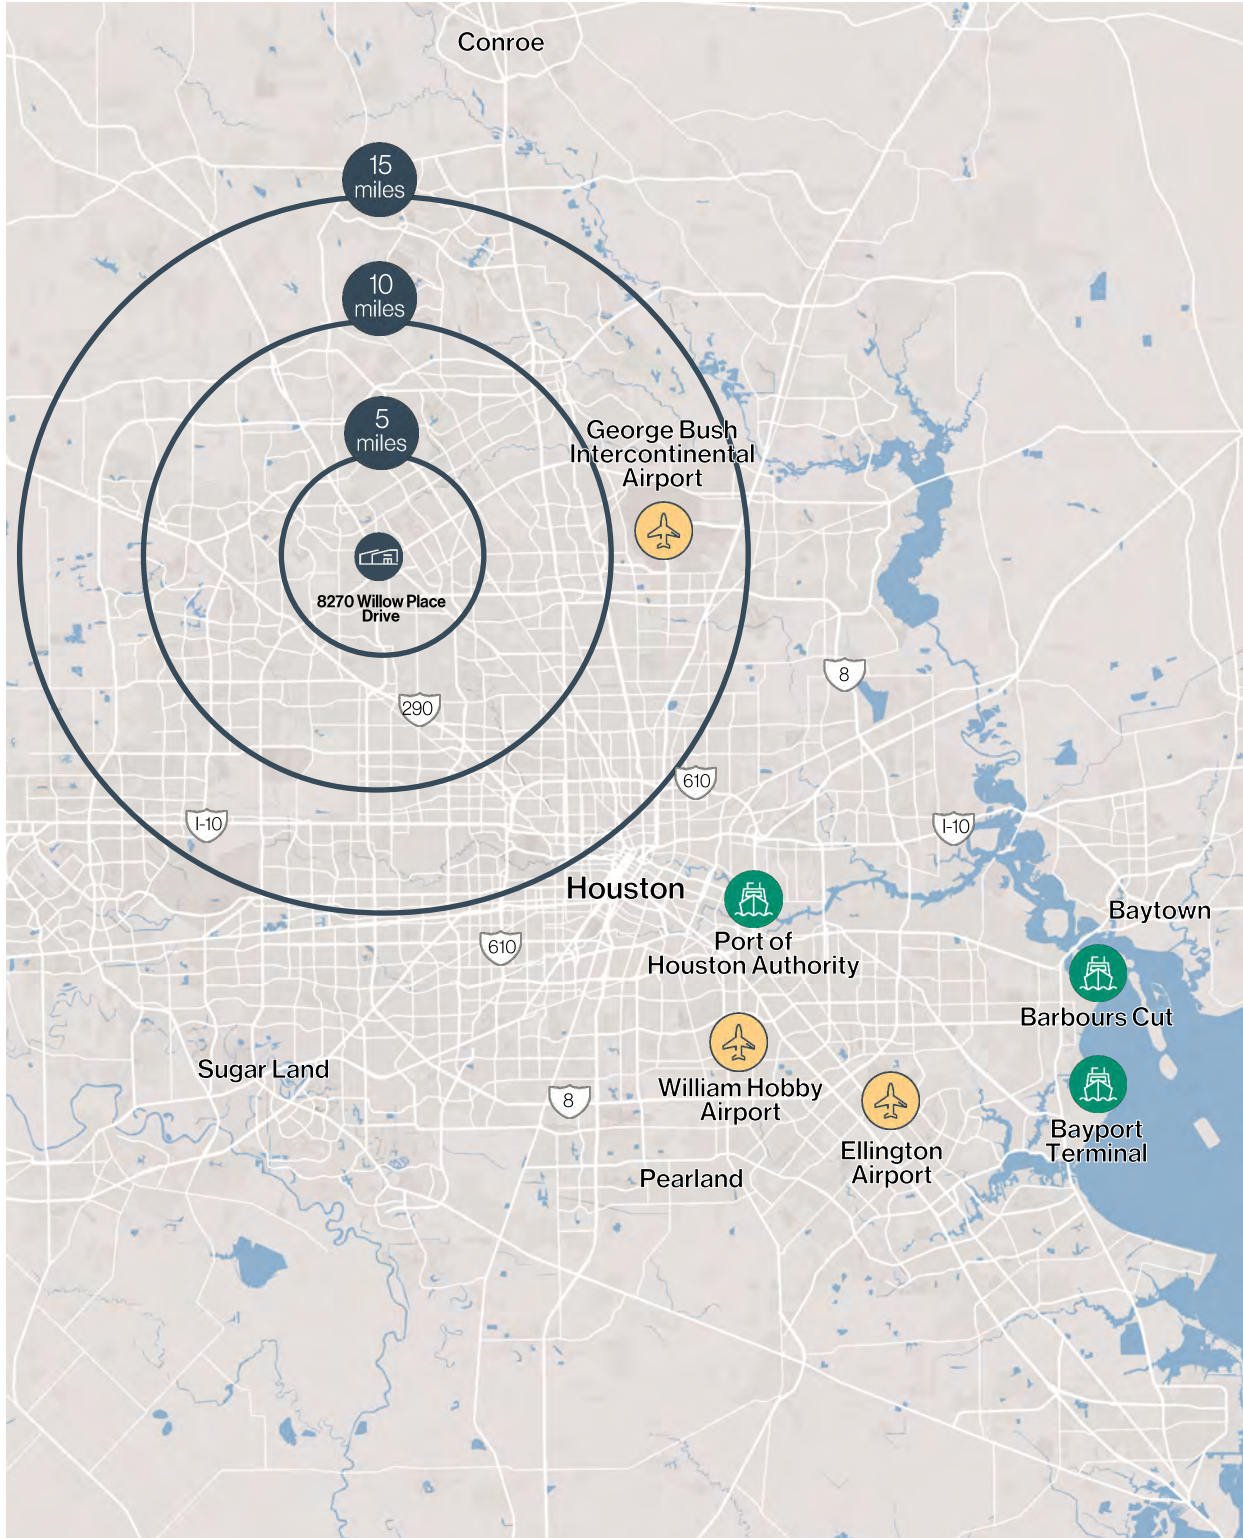 Conroe
15
miles
10
miles
5
miles
George Bush
Intercontinental
Airport
8270 Willow Place
Drive
8
290
610
I-10
I-10
Houston
Baytown
610
Port of
Houston Authority
Barbours Cut
Sugar Land
William Hobby
Airport
8
Bayport
Terminal
Ellington
Airport
Pearland